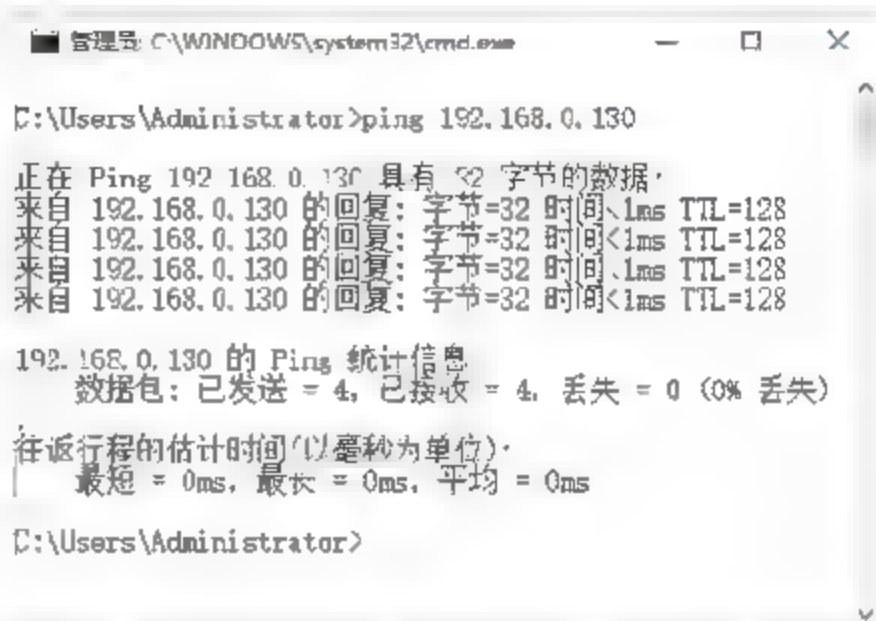 管理员: C:\WINDOWS\system32\cmd.exe
C:\Users\Administrator>ping 192.168.0.130
正在 Ping 192.168.0.130 具有 32 字节的数据:
来自 192.168.0.130 的回复: 字节=32 时间<1ms TTL=128
来自 192.168.0.130 的回复: 字节=32 时间<1ms TTL=128
来自 192.168.0.130 的回复: 字节=32 时间<1ms TTL=128
来自 192.168.0.130 的回复: 字节=32 时间<1ms TTL=128
192.168.0.130 的 Ping 统计信息
数据包: 已发送 = 4, 已接收 = 4, 丢失 = 0 (0% 丢失)
,
往返行程的估计时间(以毫秒为单位):
最短 = 0ms, 最长 = 0ms, 平均 = 0ms
C:\Users\Administrator>